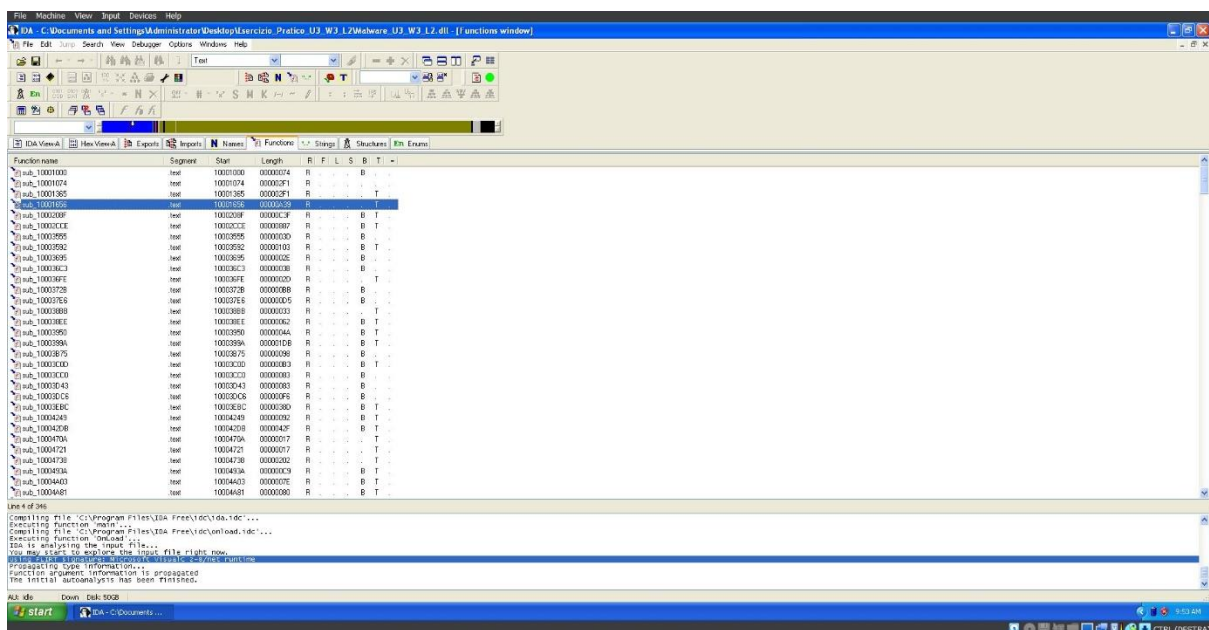 File Machine View Input Devices Help
IDA - C:\Documents and Settings\Administrator\Desktop\Esercizio_Pratico_U3_W3_L2\Malware_U3_W3_L2.dll - [Functions window]
File Edit Jump Search View Debugger Options Windows Help
Text
En N T
S M K
IDA View-A Hex View-A Exports Imports N Names Functions Strings Structures En Enums
Function name Segment Start Length R F L S B T
sub_10001000 .text 10001000 00000074 R . . . B . .
sub_10001074 .text 10001074 000002F1 R . . . . . .
sub_10001365 .text 10001365 000002F1 R . . . . T .
sub_10001656 .text 10001656 00000A39 R . . . . T .
sub_1000208F .text 1000208F 00000C3F R . . . B T .
sub_10002CCE .text 10002CCE 00000887 R . . . B T .
sub_10003555 .text 10003555 0000003D R . . . B . .
sub_10003592 .text 10003592 00000103 R . . . B T .
sub_10003695 .text 10003695 0000002E R . . . B . .
sub_100036C3 .text 100036C3 0000003B R . . . B . .
sub_100036FE .text 100036FE 0000002D R . . . . T .
sub_1000372B .text 1000372B 000000BB R . . . B . .
sub_100037E6 .text 100037E6 000000D5 R . . . B . .
sub_100038BB .text 100038BB 00000033 R . . . . T .
sub_100038EE .text 100038EE 00000062 R . . . B T .
sub_10003950 .text 10003950 0000004A R . . . B T .
sub_1000399A .text 1000399A 000001DB R . . . B T .
sub_10003B75 .text 10003B75 00000098 R . . . B . .
sub_10003C0D .text 10003C0D 000000B3 R . . . B T .
sub_10003CC0 .text 10003CC0 00000083 R . . . B . .
sub_10003D43 .text 10003D43 00000083 R . . . B . .
sub_10003DC6 .text 10003DC6 000000F6 R . . . B . .
sub_10003EBC .text 10003EBC 0000038D R . . . B T .
sub_10004249 .text 10004249 00000092 R . . . B T .
sub_100042DB .text 100042DB 0000042F R . . . B T .
sub_1000470A .text 1000470A 00000017 R . . . . T .
sub_10004721 .text 10004721 00000017 R . . . . T .
sub_10004738 .text 10004738 00000202 R . . . . T .
sub_1000493A .text 1000493A 000000C9 R . . . B T .
sub_10004A03 .text 10004A03 0000007E R . . . B T .
sub_10004A81 .text 10004A81 00000080 R . . . B T .
Line 4 of 346
Compiling file 'C:\Program Files\IDA Free\idc\ida.idc'...
Executing function 'main'...
Compiling file 'C:\Program Files\IDA Free\idc\onload.idc'...
Executing function 'OnLoad'...
IDA is analysing the input file...
You may start to explore the input file right now.
Using FLIRT signature: Microsoft VisualC 2-8/net runtime
Propagating type information...
Function argument information is propagated
The initial autoanalysis has been finished.
AU: idle Down Disk: 50GB
start IDA - C:\Documents ... 9:53 AM
CTRL (DESTRA)